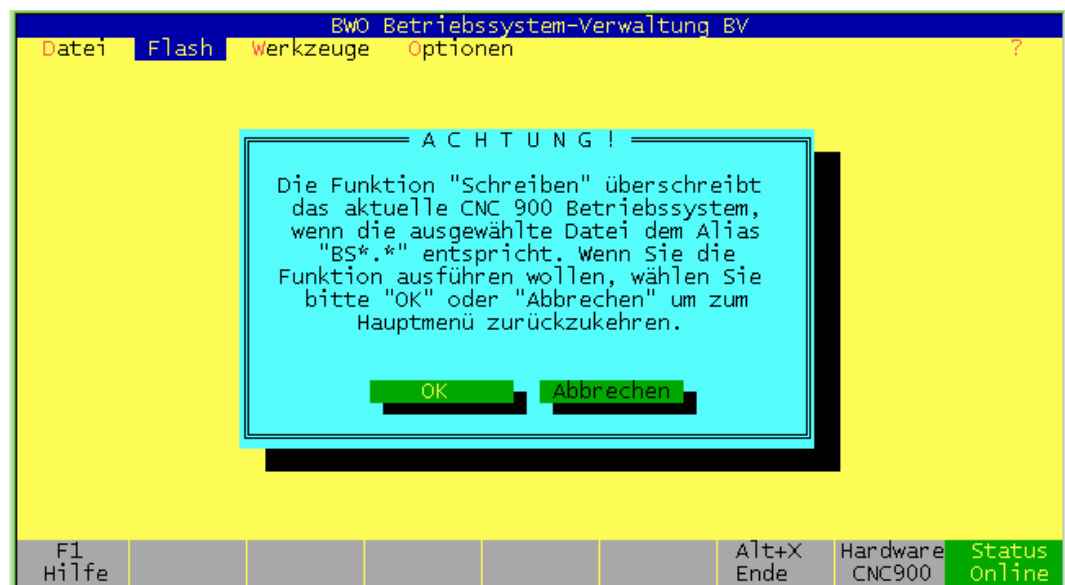 BWO Betriebssystem-Verwaltung BV
Datei Flash Werkzeuge Optionen ?
A C H T U N G !
Die Funktion "Schreiben" überschreibt
das aktuelle CNC 900 Betriebssystem,
wenn die ausgewählte Datei dem Alias
"BS*.*" entspricht. Wenn Sie die
Funktion ausführen wollen, wählen Sie
bitte "OK" oder "Abbrechen" um zum
Hauptmenü zurückzukehren.
OK Abbrechen
F1 Alt+X Hardware Status
Hilfe Ende CNC900 Online